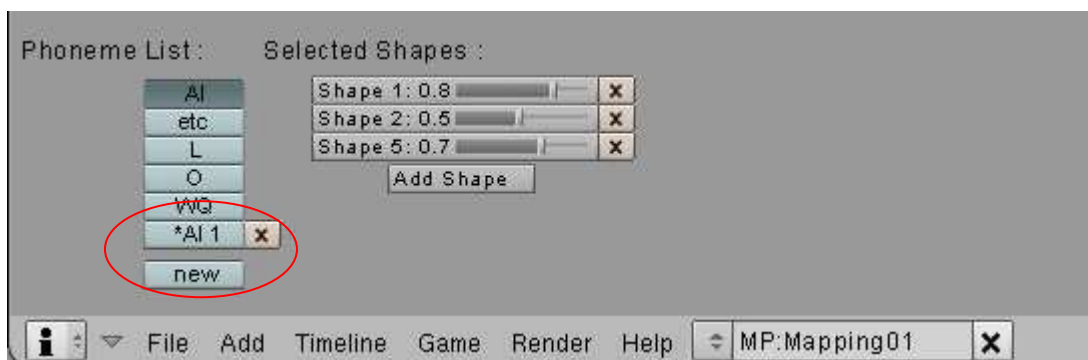 Phoneme List : Selected Shapes :
AI Shape 1: 0.8 x
etc Shape 2: 0.5 x
L Shape 5: 0.7 x
O Add Shape
WQ
*AI 1 x
new
File Add Timeline Game Render Help MP:Mapping01 x